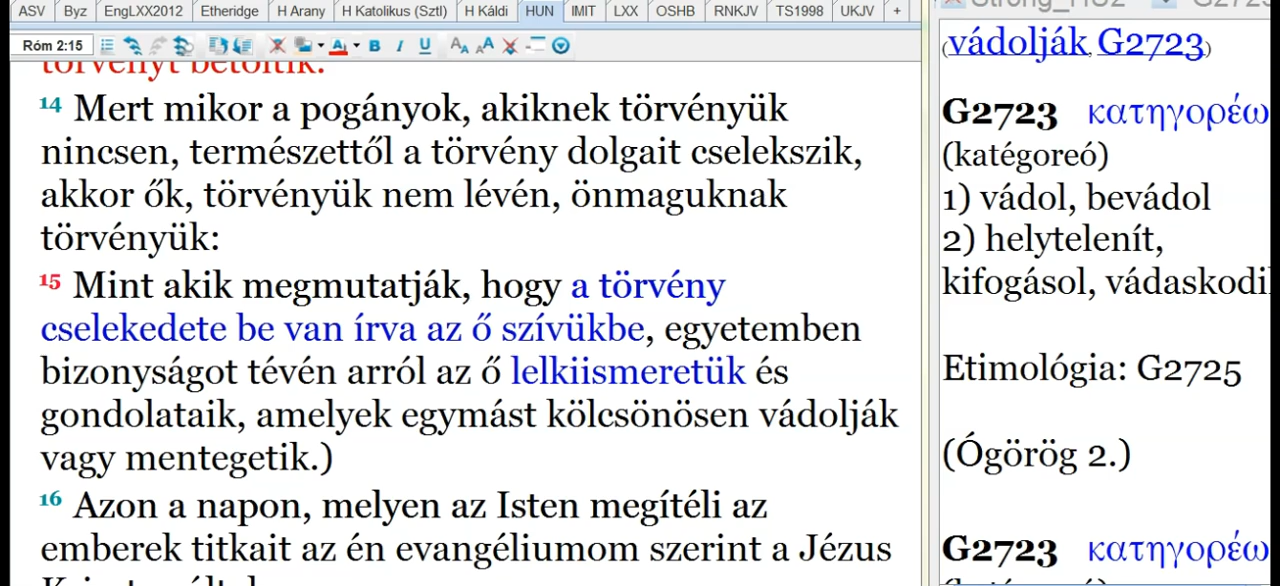 ASV Byz EngLXX2012 Etheridge H Arany H Katolikus (Sztl) H Káldi HUN IMIT LXX OSHB RNKJV TS1998 UKJV +
Róm 2:15
törvényt betöltik.
14 Mert mikor a pogányok, akiknek törvényük
nincsen, természettől a törvény dolgait cselekszik,
akkor ők, törvényük nem lévén, önmaguknak
törvényük:
15 Mint akik megmutatják, hogy a törvény
cselekedete be van írva az ő szívükbe, egyetemben
bizonyságot tévén arról az ő lelkiismeretük és
gondolataik, amelyek egymást kölcsönösen vádolják
vagy mentegetik.)
16 Azon a napon, melyen az Isten megítéli az
emberek titkait az én evangéliumom szerint a Jézus
(vádolják, G2723)
G2723 κατηγορέω
(katégoreó)
1) vádol, bevádol
2) helytelenít,
kifogásol, vádaskodi
Etimológia: G2725
(Ógörög 2.)
G2723 κατηγορέω